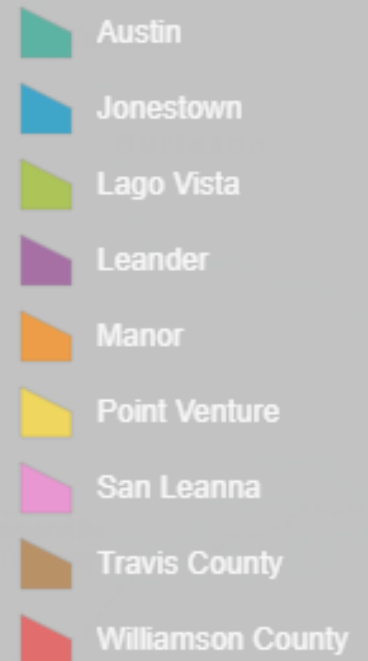 Austin
Jonestown
Lago Vista
Leander
Manor
Point Venture
San Leanna
Travis County
Williamson County